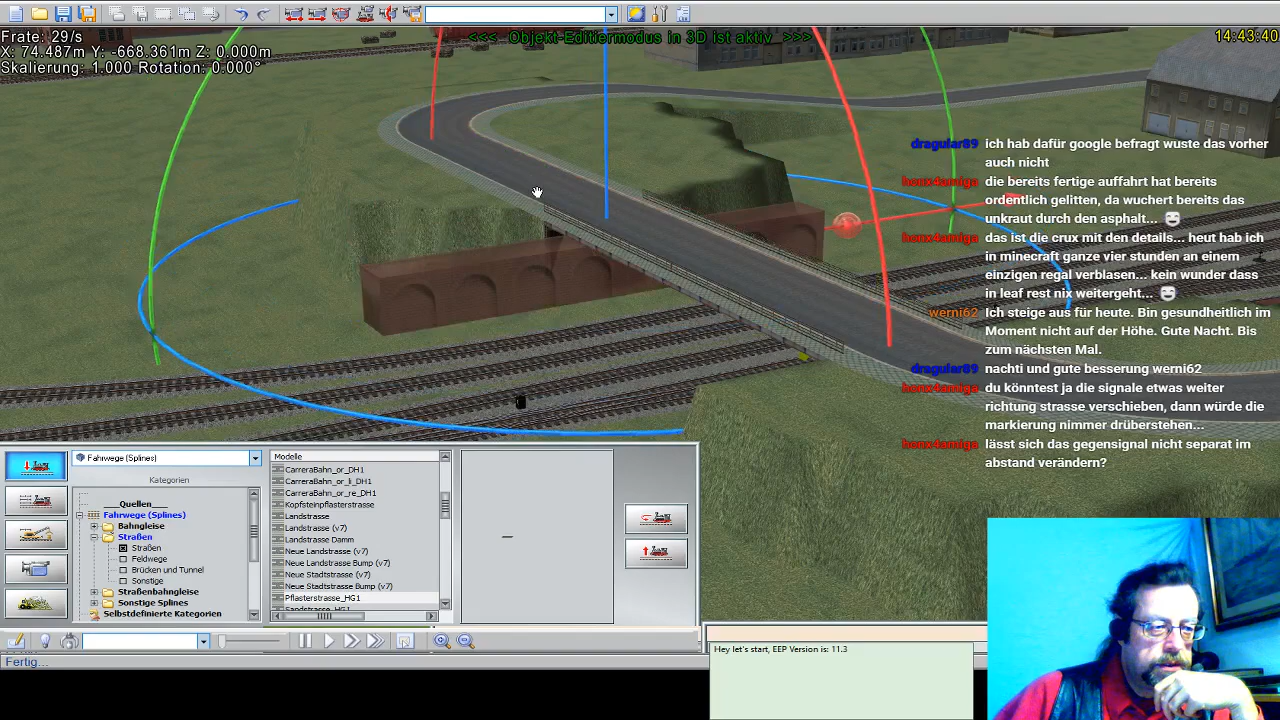 Frate: 29/s
<<< Objekt-Editiermodus in 3D ist aktiv >>>
14:43:40
X: 74.487m Y: -668.361m Z: 0.000m
Skalierung: 1.000 Rotation: 0.000°
dragular89 ich hab dafür google befragt wuste das vorher
auch nicht
honx4amiga die bereits fertige auffahrt hat bereits
ordentlich gelitten, da wuchert bereits das
unkraut durch den asphalt...
honx4amiga das ist die crux mit den details... heut hab ich
in minecraft ganze vier stunden an einem
einzigen regal verblasen... kein wunder dass
in leaf rest nix weitergeht...
werni62 Ich steige aus für heute. Bin gesundheitlich im
Moment nicht auf der Höhe. Gute Nacht. Bis
zum nächsten Mal.
dragular89 nachti und gute besserung werni62
honx4amiga du könntest ja die signale etwas weiter
richtung strasse verschieben, dann würde die
markierung nimmer drüberstehen...
honx4amiga lässt sich das gegensignal nicht separat im
abstand verändern?
Fahrwege (Splines)
Kategorien
__Quellen__
Fahrwege (Splines)
Bahngleise
Straßen
Straßen
Feldwege
Brücken und Tunnel
Sonstige
Straßenbahngleise
Sonstige Splines
Selbstdefinierte Kategorien
Modelle
CarreraBahn_or_DH1
CarreraBahn_or_li_DH1
CarreraBahn_or_re_DH1
Kopfsteinpflasterstrasse
Landstrasse
Landstrasse (v7)
Landstrasse Damm
Neue Landstrasse (v7)
Neue Landstrasse Bump (v7)
Neue Stadtstrasse (v7)
Neue Stadtstrasse Bump (v7)
Pflasterstrasse_HG1
Sandstrasse_HG1
Hey let's start, EEP Version is: 11.3
Fertig...